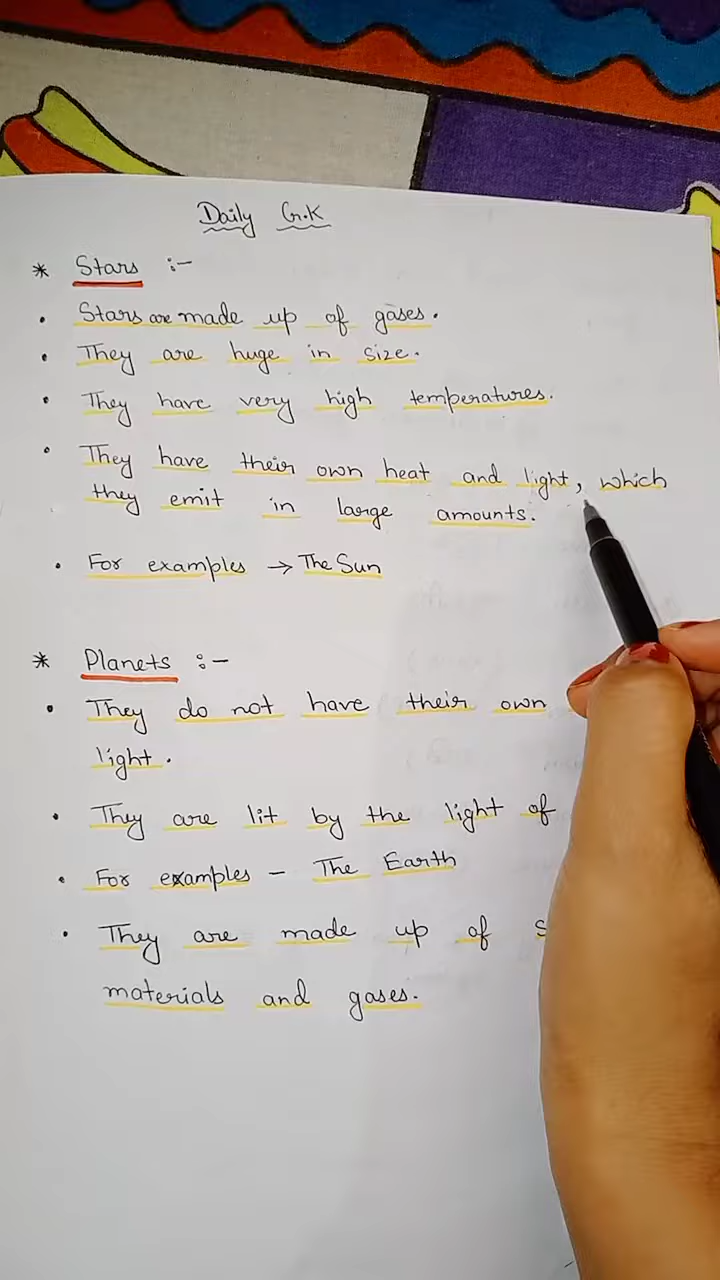 Daily G.K
* Stars :-
• Stars are made up of gases.
• They are huge in size.
• They have very high temperatures.
• They have their own heat and light, which
they emit in large amounts.
• For examples → The Sun
* Planets :-
• They do not have their own
light.
• They are lit by the light of
• For examples - The Earth
• They are made up of
materials and gases.